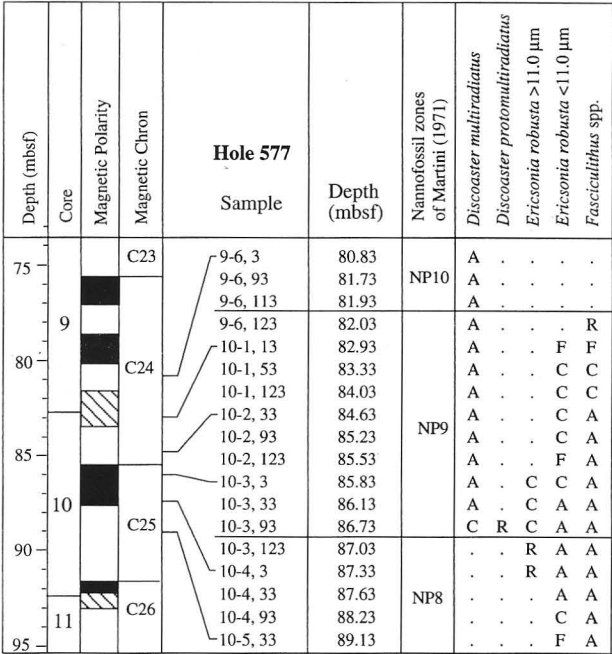 Depth (mbsf)
Core
Magnetic Polarity
Magnetic Chron
Hole 577
Sample
Depth (mbsf)
Nannofossil zones of Martini (1971)
Discoaster multiradiatus
Discoaster protomultiradiatus
Ericsonia robusta >11.0 µm
Ericsonia robusta <11.0 µm
Fasciculithus spp.
75
80
85
90
95
9
10
11
C23
C24
C25
C26
NP10
NP9
NP8
9-6, 3 80.83 A . . . .
9-6, 93 81.73 A . . . .
9-6, 113 81.93 A . . . .
9-6, 123 82.03 A . . . R
10-1, 13 82.93 A . . F F
10-1, 53 83.33 A . . C C
10-1, 123 84.03 A . . C C
10-2, 33 84.63 A . . C A
10-2, 93 85.23 A . . C A
10-2, 123 85.53 A . . F A
10-3, 3 85.83 A . C C A
10-3, 33 86.13 A . C A A
10-3, 93 86.73 C R C A A
10-3, 123 87.03 . . R A A
10-4, 3 87.33 . . R A A
10-4, 33 87.63 . . . A A
10-4, 93 88.23 . . . C A
10-5, 33 89.13 . . . F A